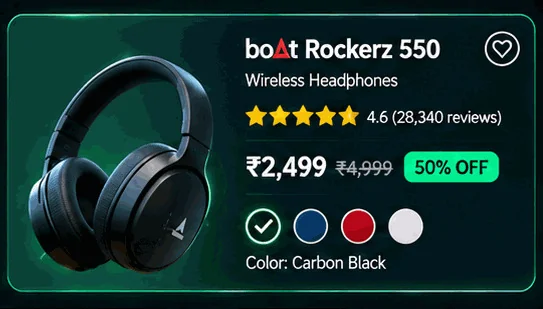 boAt Rockerz 550
Wireless Headphones
4.6 (28,340 reviews)
₹2,499 ₹4,999 50% OFF
Color: Carbon Black